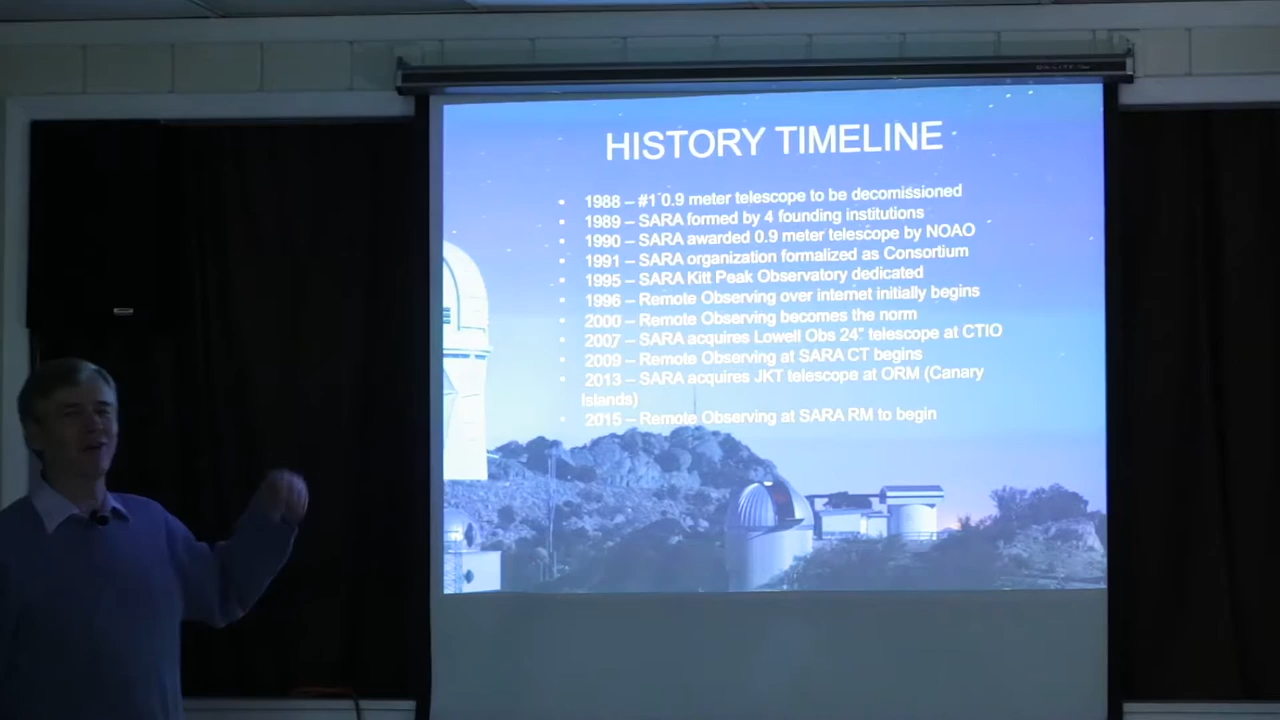 HISTORY TIMELINE
• 1988 – #1 0.9 meter telescope to be decomissioned
• 1989 – SARA formed by 4 founding institutions
• 1990 – SARA awarded 0.9 meter telescope by NOAO
• 1991 – SARA organization formalized as Consortium
• 1995 – SARA Kitt Peak Observatory dedicated
• 1996 – Remote Observing over internet initially begins
• 2000 – Remote Observing becomes the norm
• 2007 – SARA acquires Lowell Obs 24" telescope at CTIO
• 2009 – Remote Observing at SARA CT begins
• 2013 – SARA acquires JKT telescope at ORM (Canary
Islands)
• 2015 – Remote Observing at SARA RM to begin